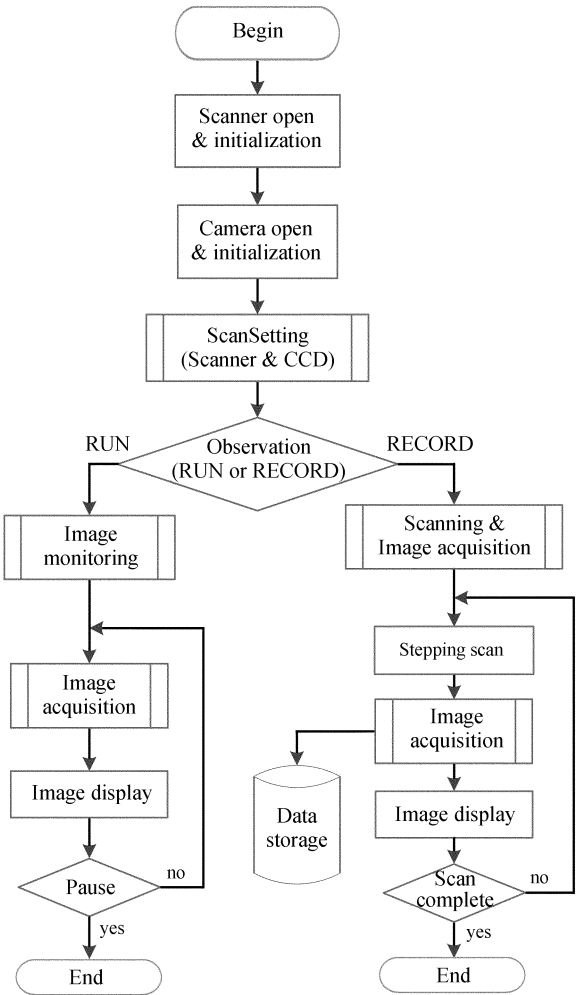 Begin
Scanner open
& initialization
Camera open
& initialization
ScanSetting
(Scanner & CCD)
RUN
Observation
(RUN or RECORD)
RECORD
Image
monitoring
Scanning &
Image acquisition
Stepping scan
Image
acquisition
Image
acquisition
Image display
Data
storage
Image display
Pause
no
Scan
complete
no
yes
yes
End
End